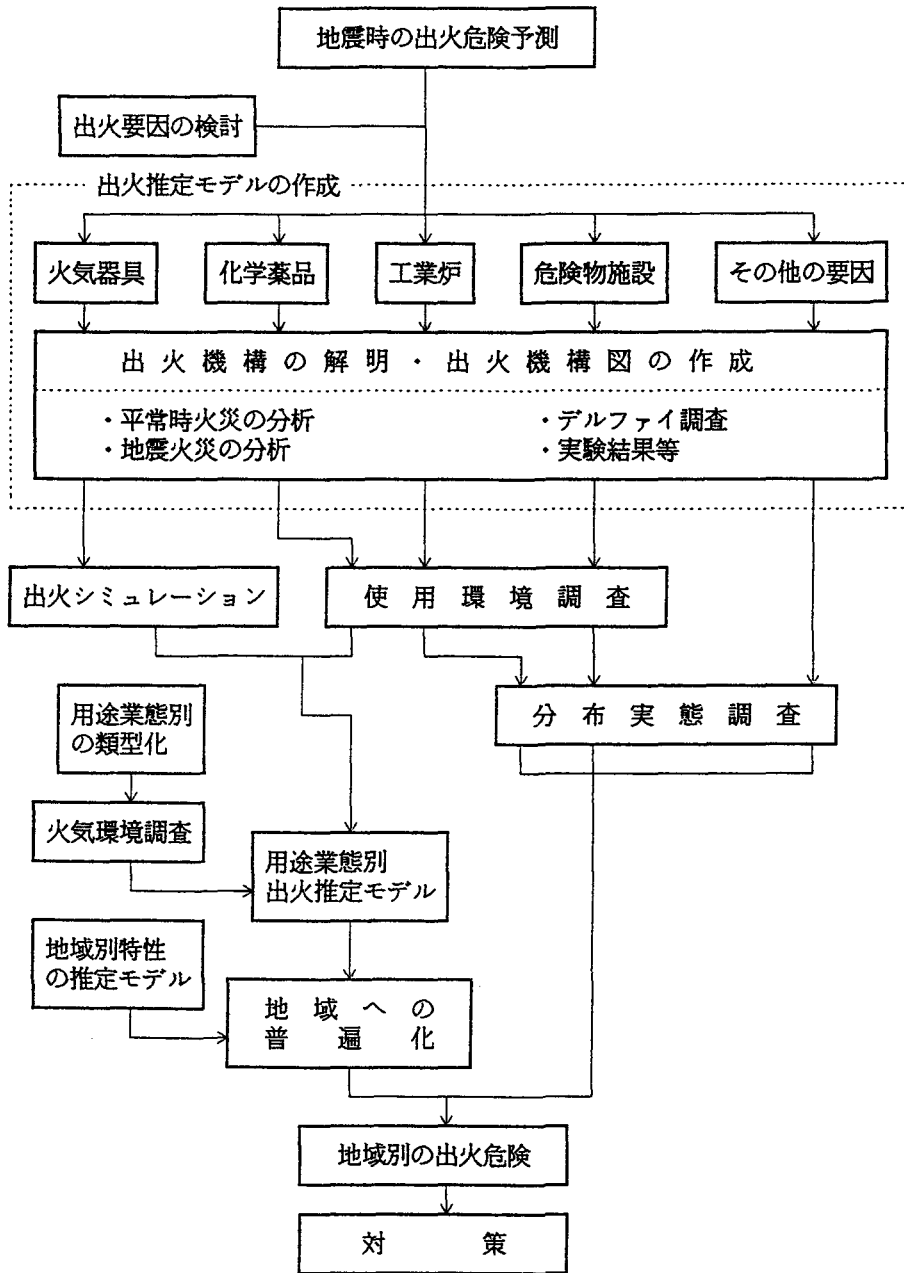 地震時の出火危険予測
出火要因の検討
出火推定モデルの作成
火気器具
化学薬品
工業炉
危険物施設
その他の要因
出火機構の解明・出火機構図の作成
・平常時火災の分析
・デルファイ調査
・地震火災の分析
・実験結果等
出火シミュレーション
使用環境調査
分布実態調査
用途業態別
の類型化
火気環境調査
用途業態別
出火推定モデル
地域別特性
の推定モデル
地域への
普遍化
地域別の出火危険
対策